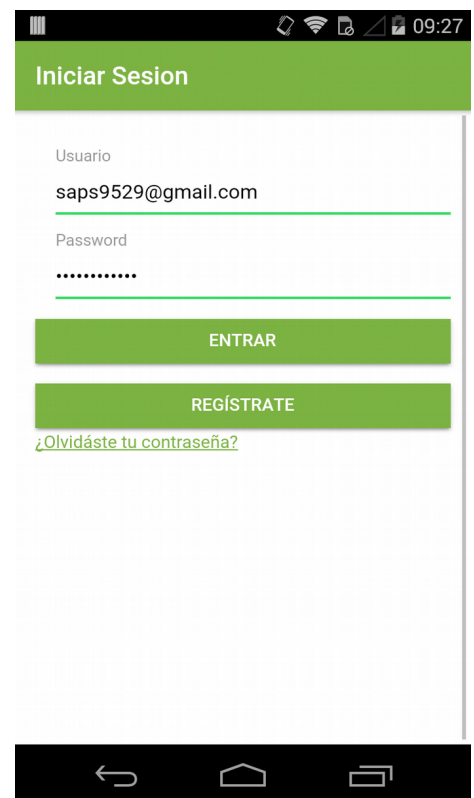 09:27
Iniciar Sesion
Usuario
saps9529@gmail.com
Password
••••••••••••
ENTRAR
REGÍSTRATE
¿Olvidáste tu contraseña?